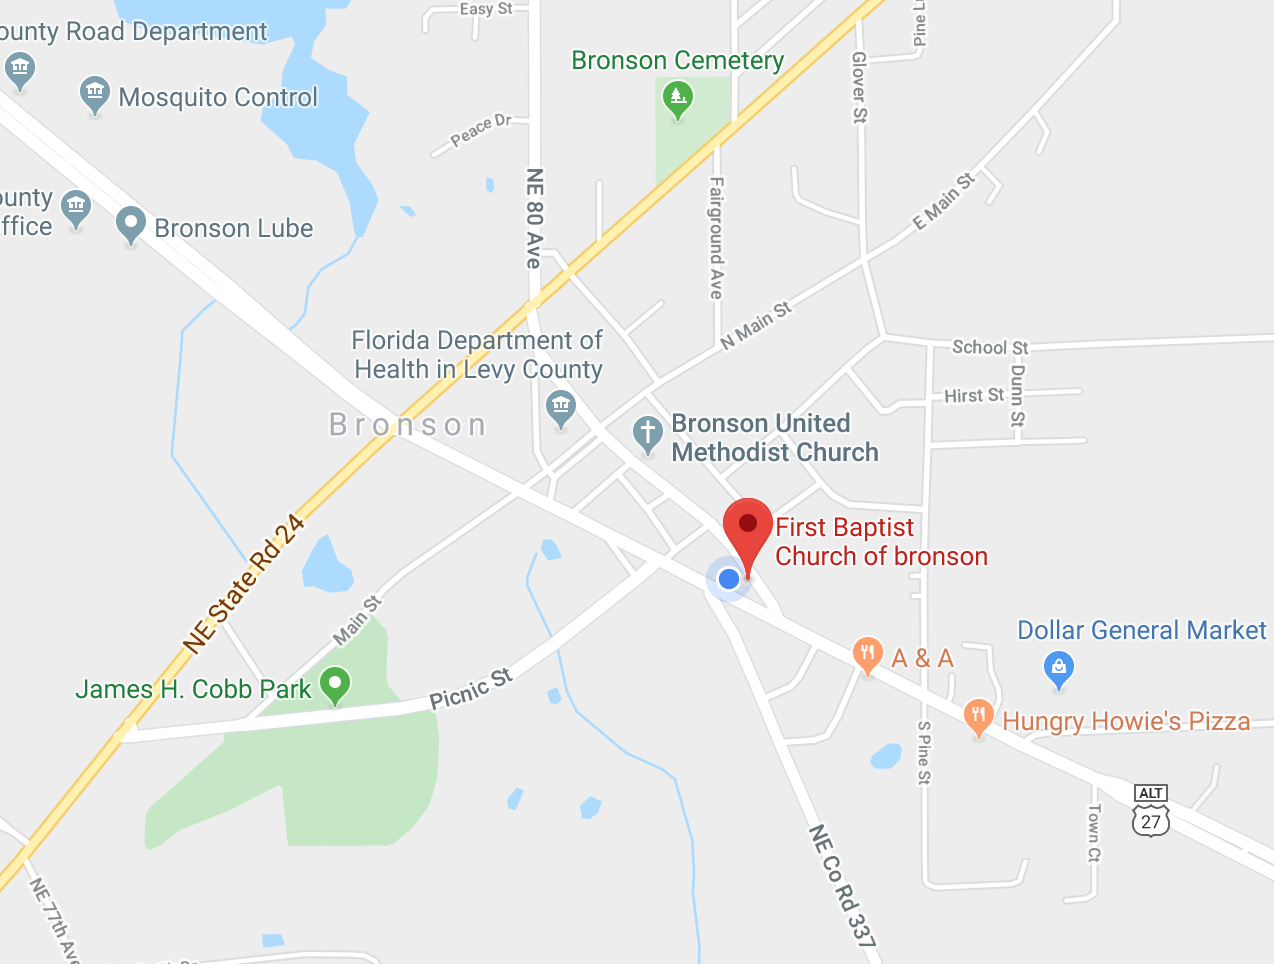 Easy St
ounty Road Department
Pine L
Bronson Cemetery
Glover St
Mosquito Control
Peace Dr
NE 80 Ave
Fairground Ave
E Main St
ounty
ffice
Bronson Lube
N Main St
Florida Department of
Health in Levy County
School St
Dunn St
Hirst St
Bronson
Bronson United
Methodist Church
First Baptist
Church of bronson
NE State Rd 24
Main St
Dollar General Market
A & A
James H. Cobb Park
Picnic St
Hungry Howie's Pizza
S Pine St
ALT
27
Town Ct
NE Co Rd 337
NE 77th Ave